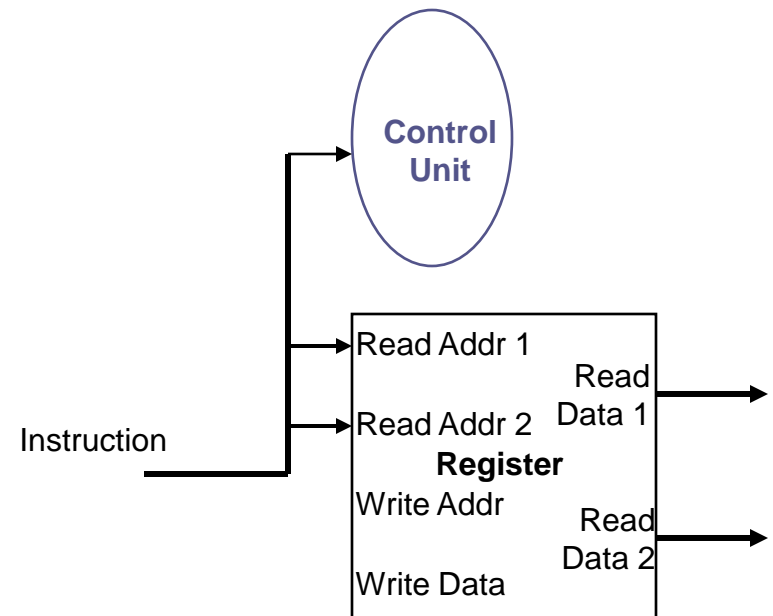 Control
Unit
Read Addr 1
Read
Data 1
Read Addr 2
Instruction
Register
Write Addr
Read
Data 2
Write Data